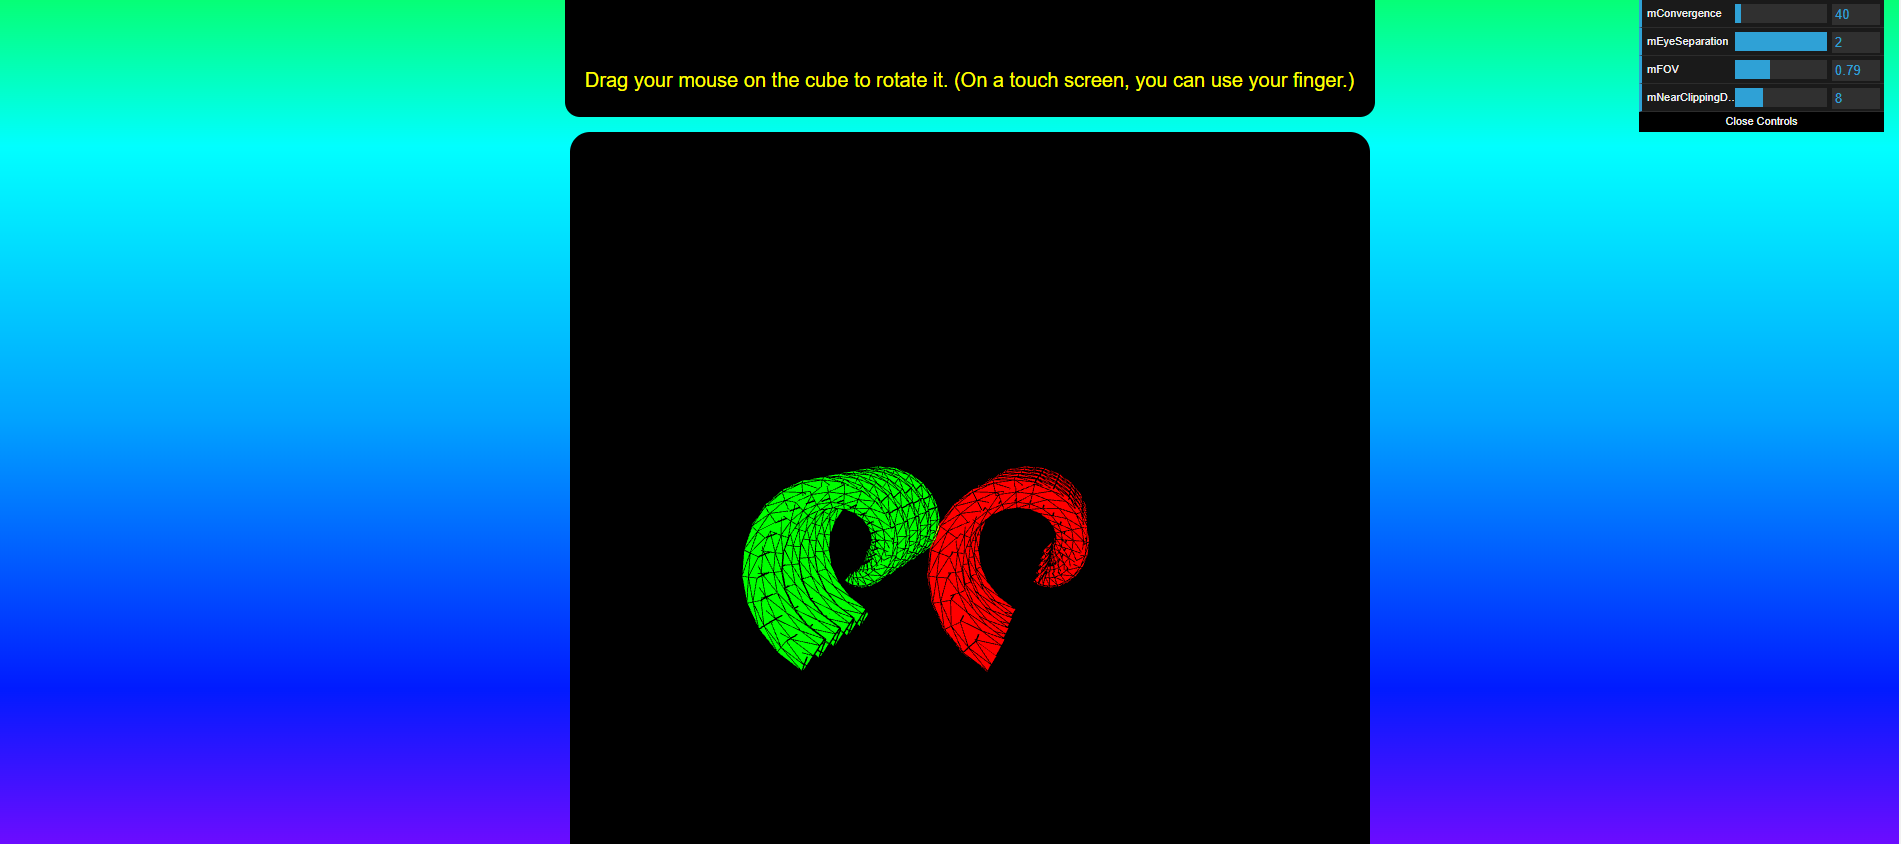 Drag your mouse on the cube to rotate it. (On a touch screen, you can use your finger.)
mConvergence 40
mEyeSeparation 2
mFOV 0.79
mNearClippingD... 8
Close Controls